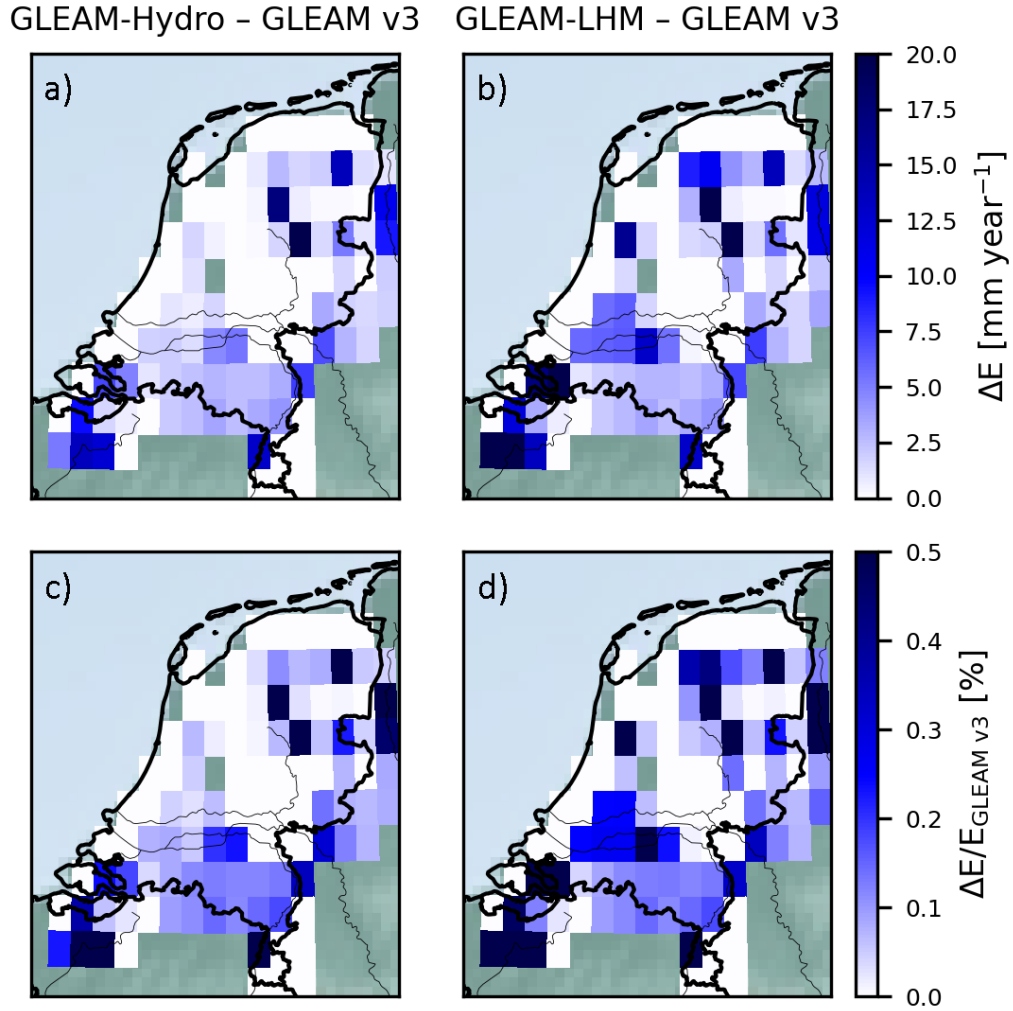 GLEAM-Hydro – GLEAM v3
GLEAM-LHM – GLEAM v3
a)
b)
20.0
17.5
15.0
12.5
10.0
7.5
5.0
2.5
0.0
ΔE [mm year⁻¹]
c)
d)
0.5
0.4
0.3
0.2
0.1
0.0
ΔE/E_GLEAM v3 [%]